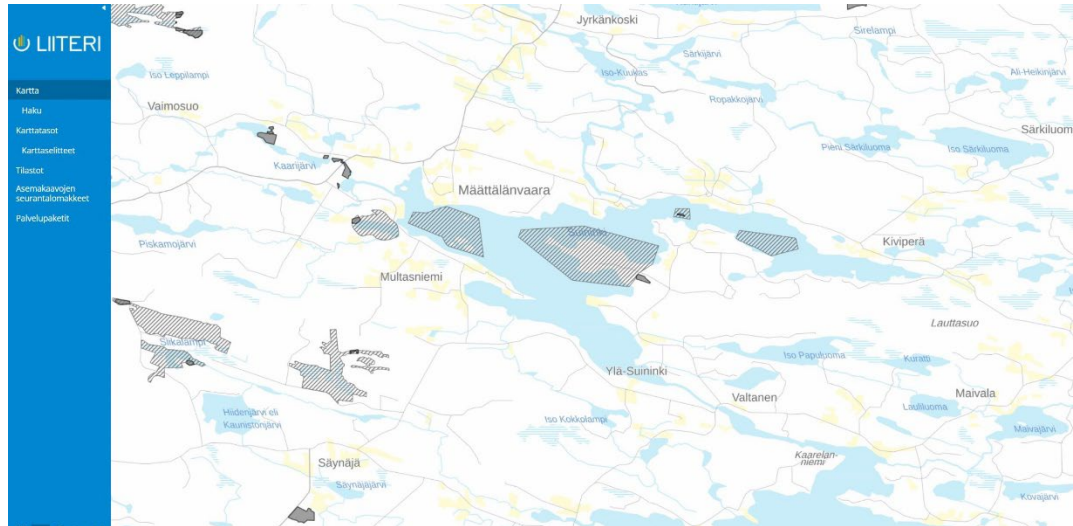 LIITERI
Kartta
Haku
Karttatasot
Karttaselitteet
Tilastot
Asemakaavojen
seurantalomakkeet
Palvelupaketit
Jyrkänkoski
Sirelampi
Särkijärvi
Iso Leppilampi
Iso-Kuukas
Ali-Heikinjärvi
Vaimosuo
Ropakkojärvi
Särkiluom
Pieni Särkiluoma
Iso Särkiluoma
Kaarijärvi
Määttälänvaara
Piskamojärvi
Kiviperä
Multasniemi
Lauttasuo
Siikalampi
Iso Papuluoma
Kuratti
Ylä-Suininki
Valtanen
Maivala
Hiidenjärvi eli
Kaunistonjärvi
Iso Kokkolampi
Lauliluoma
Maivajärvi
Kaarelan-
niemi
Säynäjä
Säynäjäjärvi
Kovajärvi